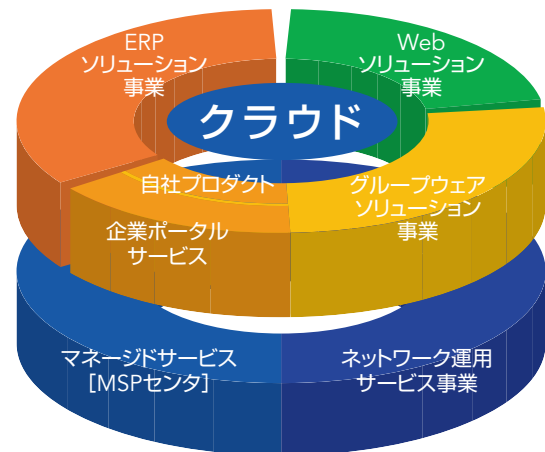 ERP
ソリューション
事業
Web
ソリューション
事業
クラウド
自社プロダクト
企業ポータル
サービス
グループウェア
ソリューション
事業
マネージドサービス
[MSPセンタ]
ネットワーク運用
サービス事業